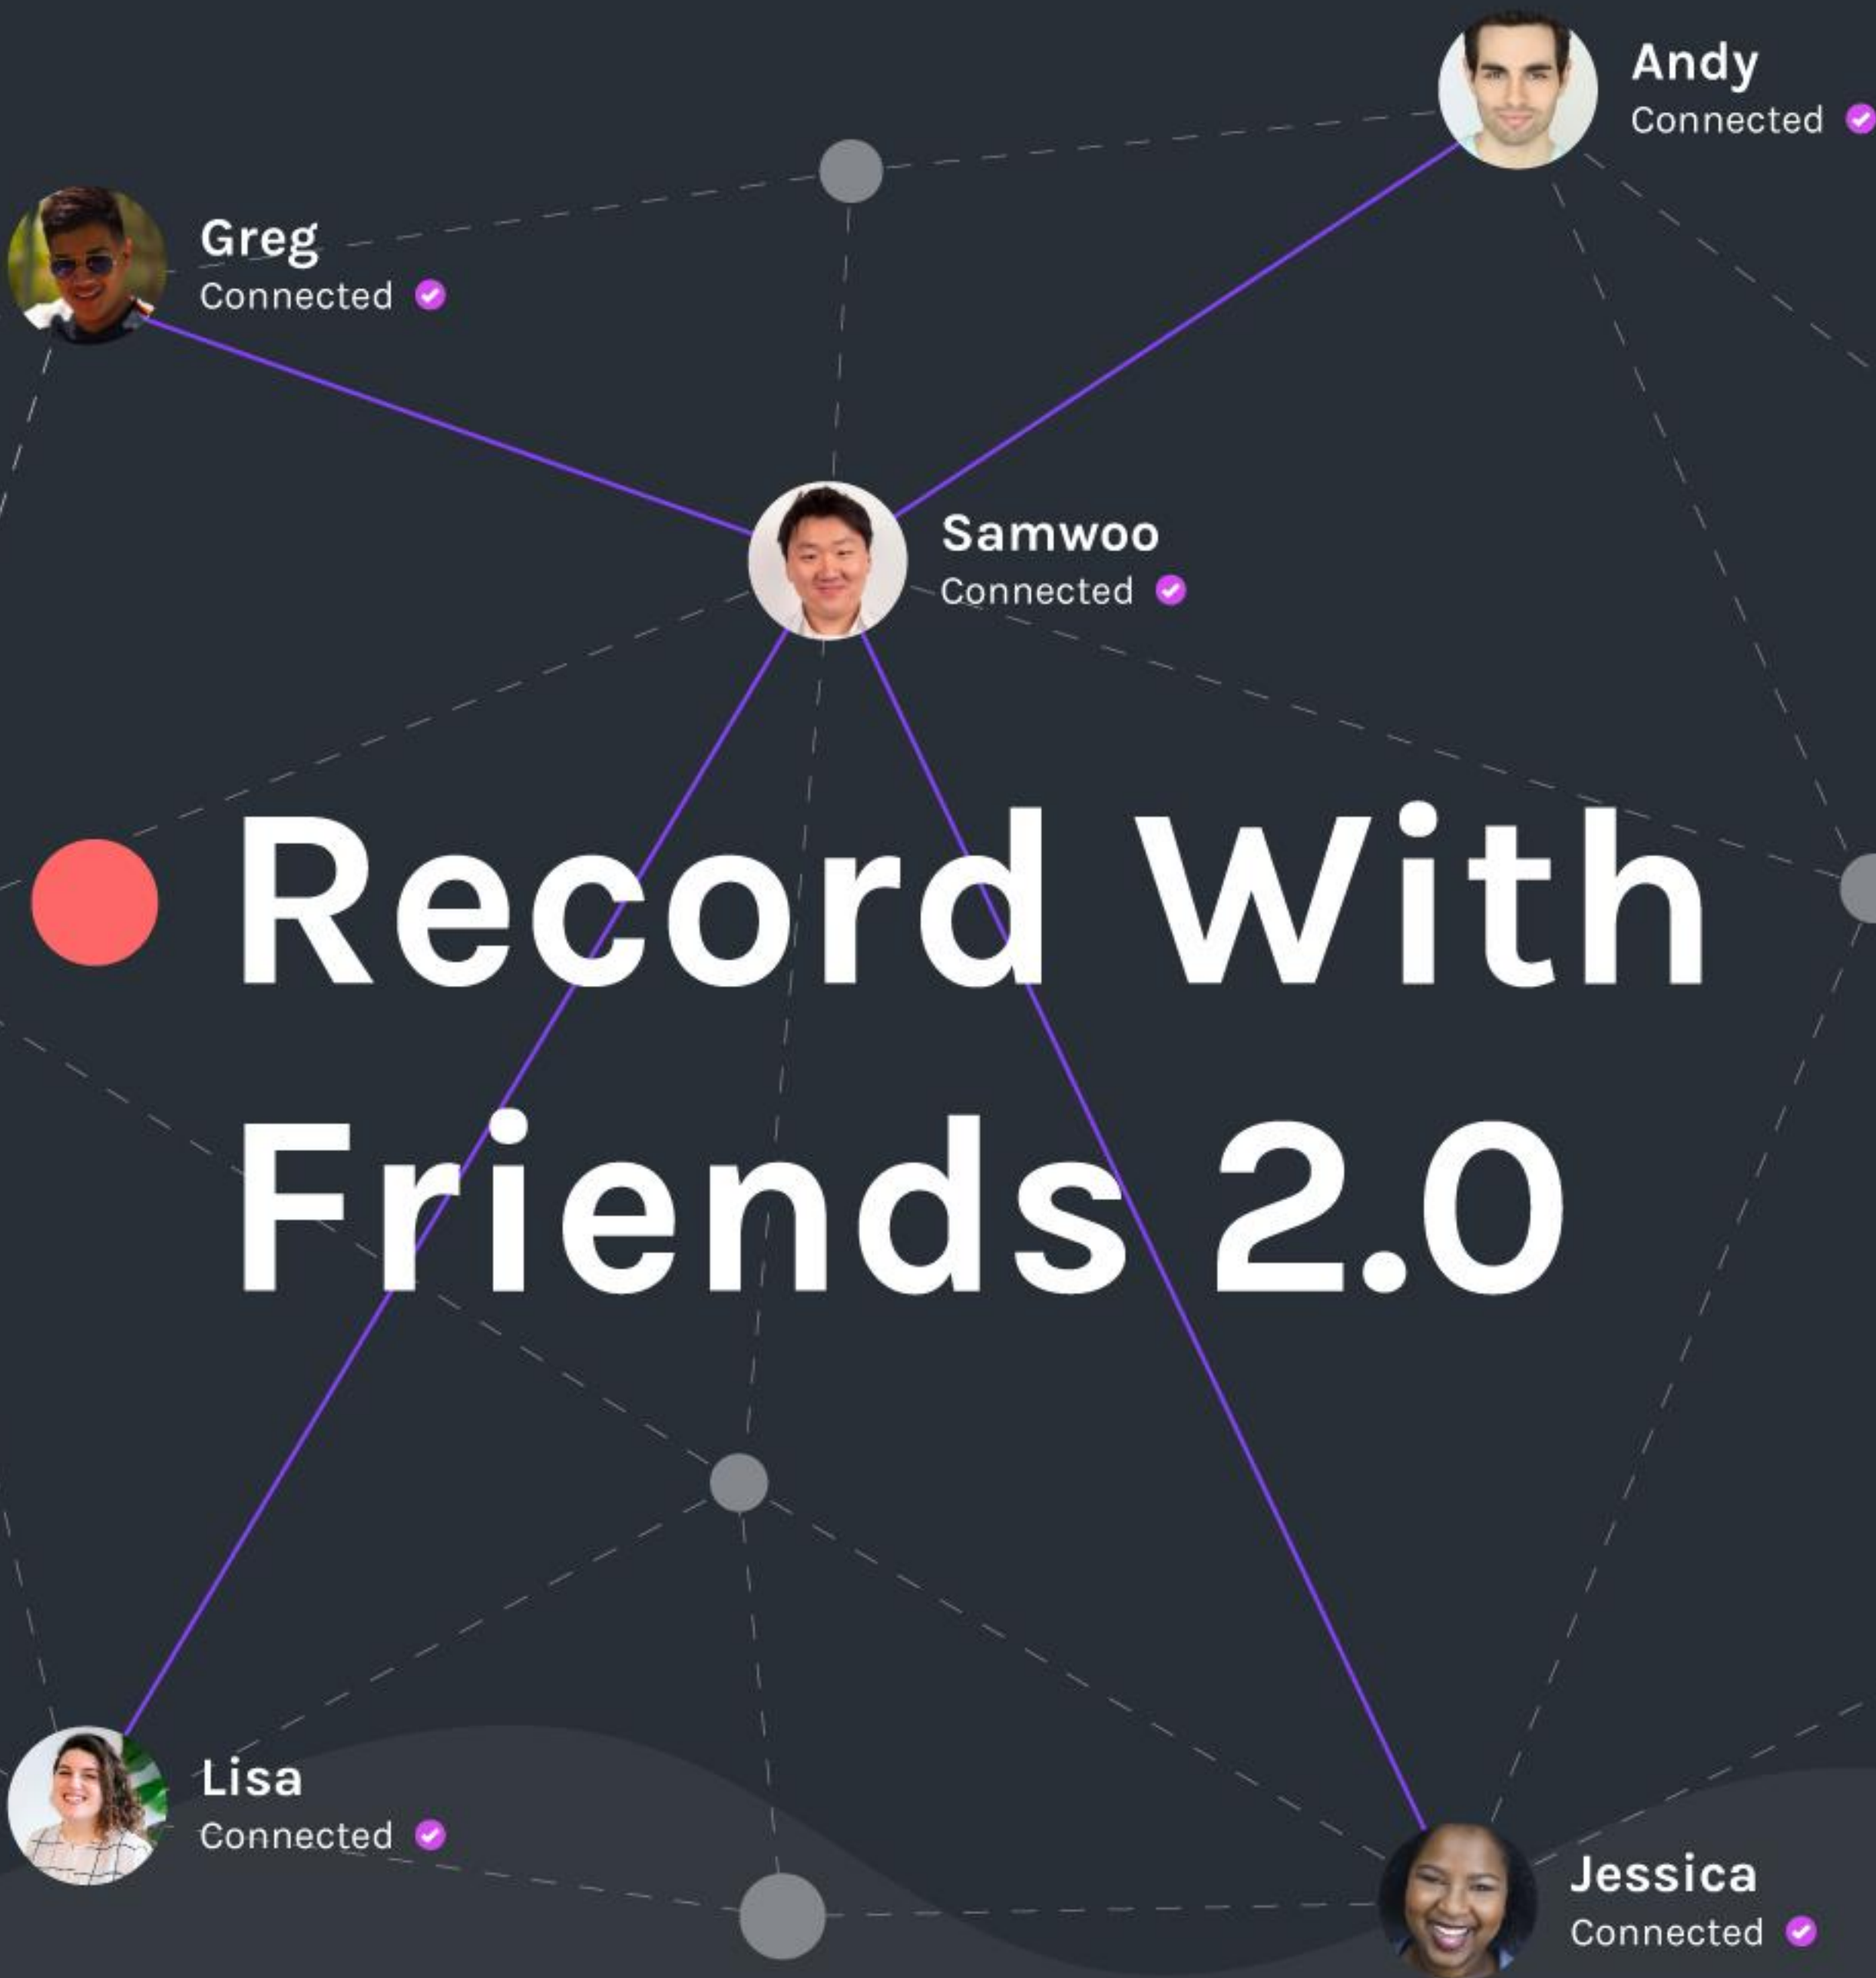 Andy
Connected
Greg
Connected
Samwoo
Connected
Record With
Friends 2.0
Lisa
Connected
Jessica
Connected